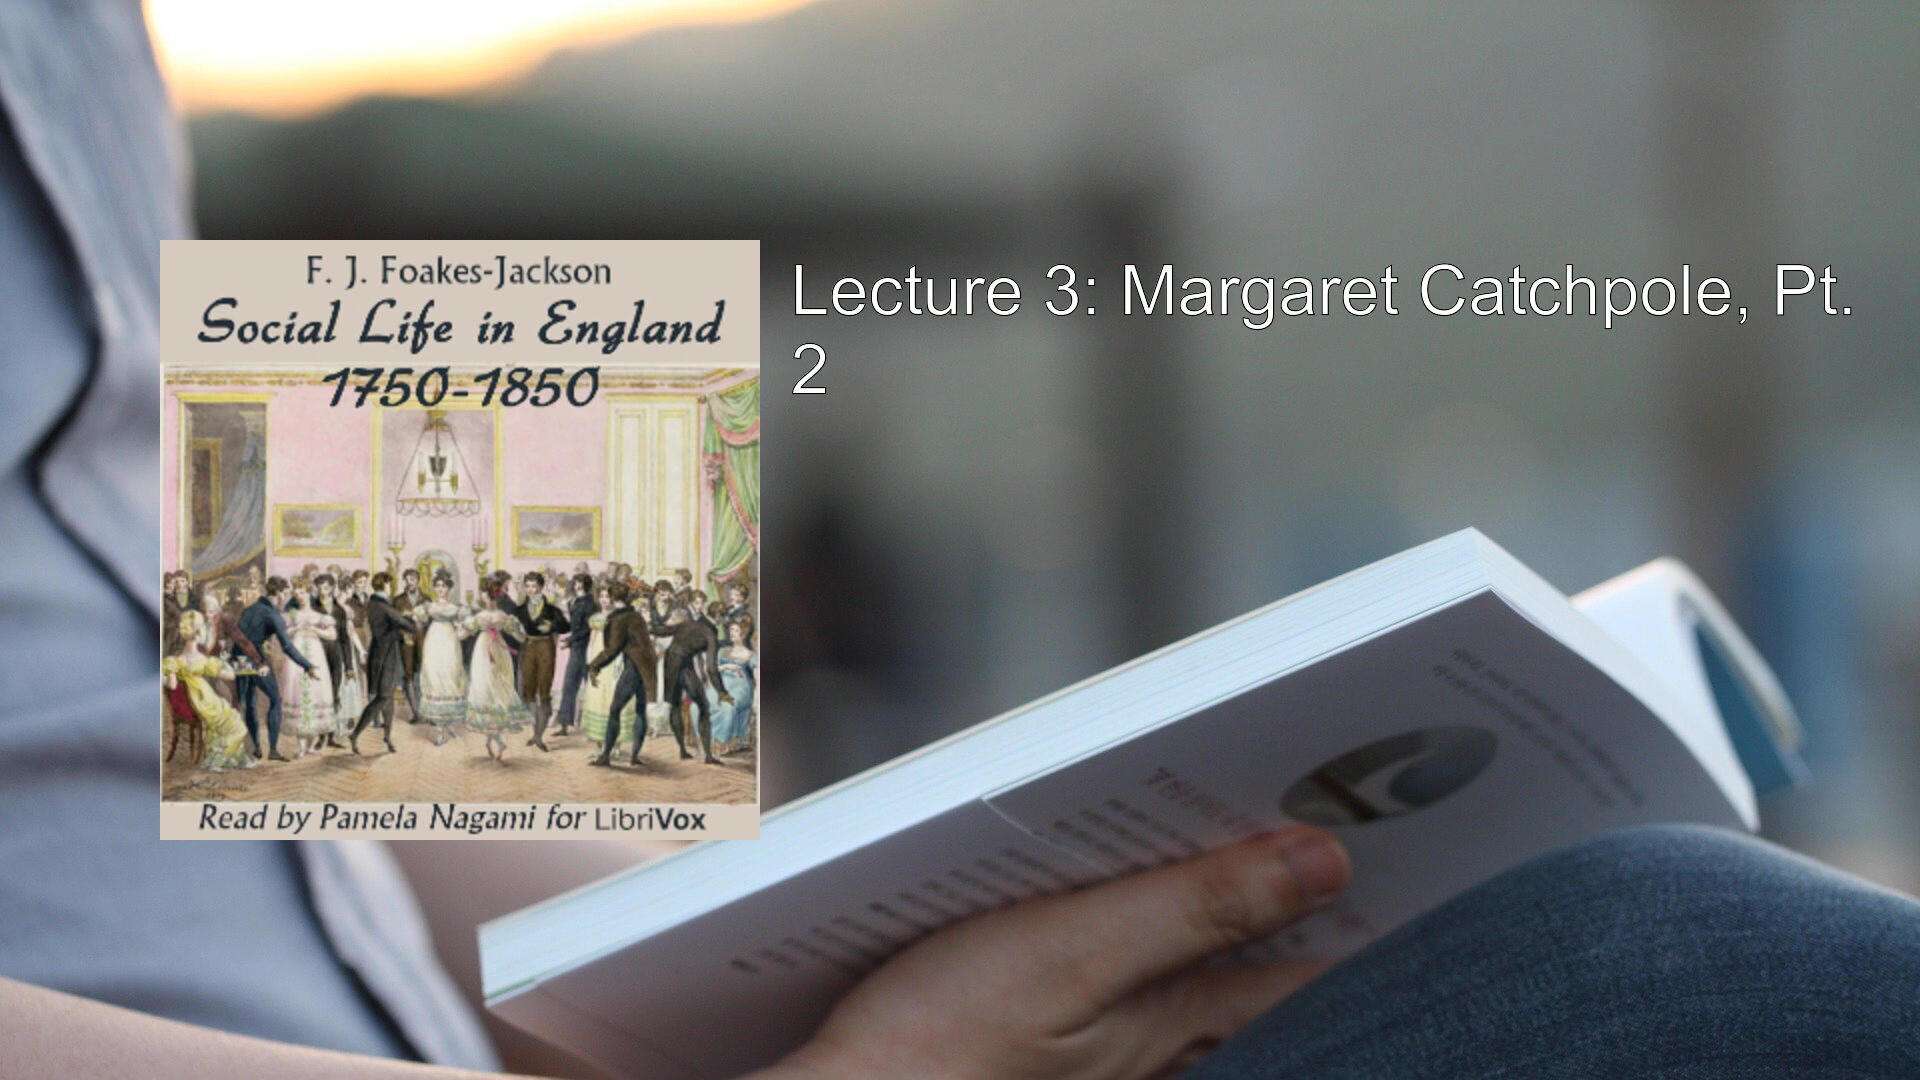 F. J. Foakes-Jackson
Social Life in England
1750-1850
Read by Pamela Nagami for LibriVox
Lecture 3: Margaret Catchpole, Pt.
2